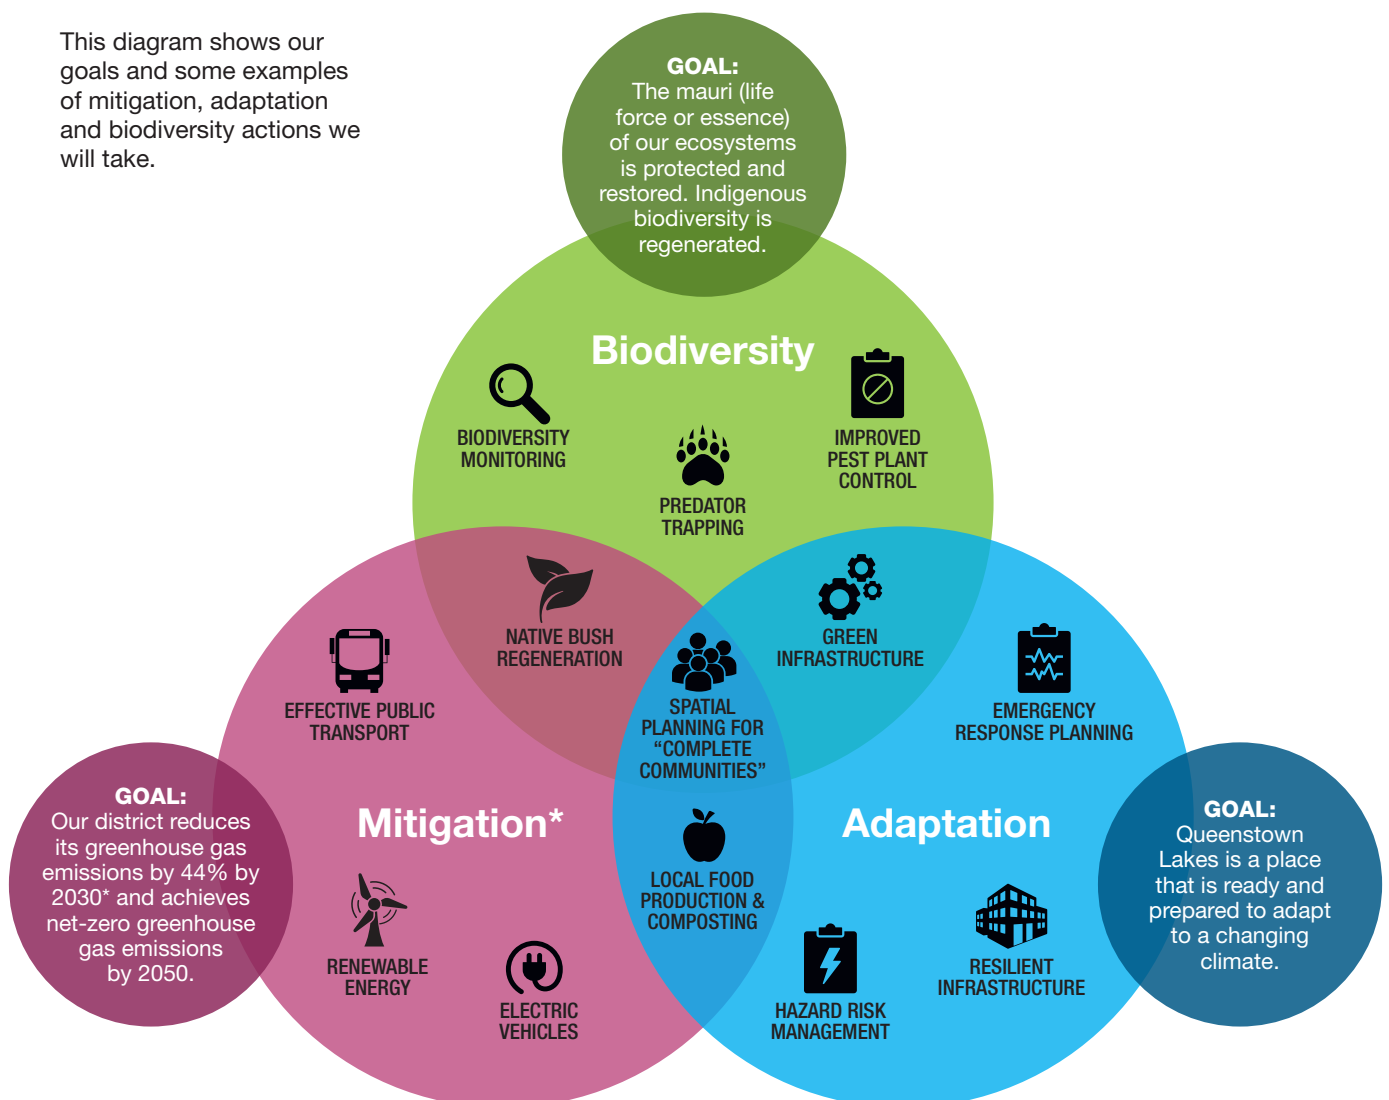 This diagram shows our
goals and some examples
of mitigation, adaptation
and biodiversity actions we
will take.
GOAL:
The mauri (life
force or essence)
of our ecosystems
is protected and
restored. Indigenous
biodiversity is
regenerated.
Biodiversity
BIODIVERSITY
MONITORING
PREDATOR
TRAPPING
IMPROVED
PEST PLANT
CONTROL
NATIVE BUSH
REGENERATION
GREEN
INFRASTRUCTURE
SPATIAL
PLANNING FOR
“COMPLETE
COMMUNITIES”
EFFECTIVE PUBLIC
TRANSPORT
EMERGENCY
RESPONSE PLANNING
GOAL:
Our district reduces
its greenhouse gas
emissions by 44% by
2030* and achieves
net-zero greenhouse
gas emissions
by 2050.
Mitigation*
Adaptation
GOAL:
Queenstown
Lakes is a place
that is ready and
prepared to adapt
to a changing
climate.
LOCAL FOOD
PRODUCTION &
COMPOSTING
RENEWABLE
ENERGY
ELECTRIC
VEHICLES
HAZARD RISK
MANAGEMENT
RESILIENT
INFRASTRUCTURE